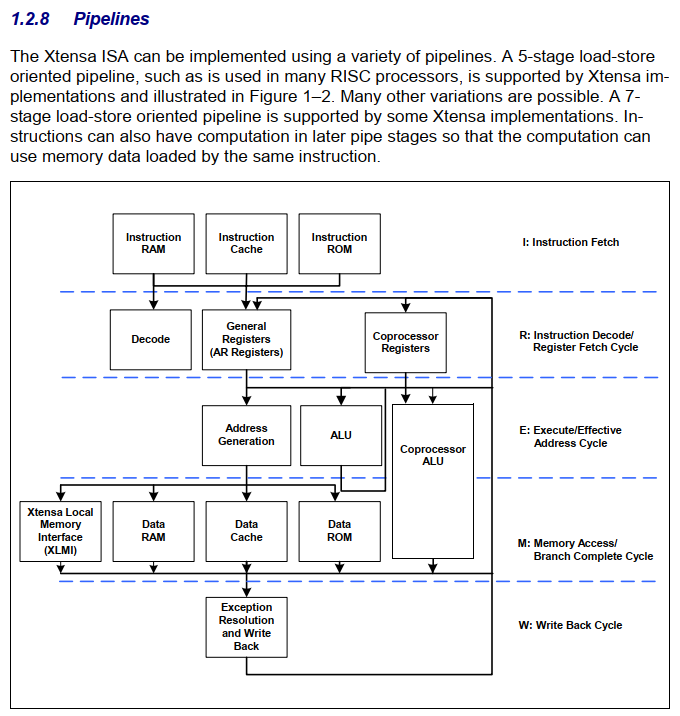 1.2.8 Pipelines
The Xtensa ISA can be implemented using a variety of pipelines. A 5-stage load-store
oriented pipeline, such as is used in many RISC processors, is supported by Xtensa im-
plementations and illustrated in Figure 1–2. Many other variations are possible. A 7-
stage load-store oriented pipeline is supported by some Xtensa implementations. In-
structions can also have computation in later pipe stages so that the computation can
use memory data loaded by the same instruction.
Instruction
RAM
Instruction
Cache
Instruction
ROM
I: Instruction Fetch
Decode
General
Registers
(AR Registers)
Coprocessor
Registers
R: Instruction Decode/
Register Fetch Cycle
Address
Generation
ALU
Coprocessor
ALU
E: Execute/Effective
Address Cycle
Xtensa Local
Memory
Interface
(XLMI)
Data
RAM
Data
Cache
Data
ROM
M: Memory Access/
Branch Complete Cycle
Exception
Resolution
and Write
Back
W: Write Back Cycle